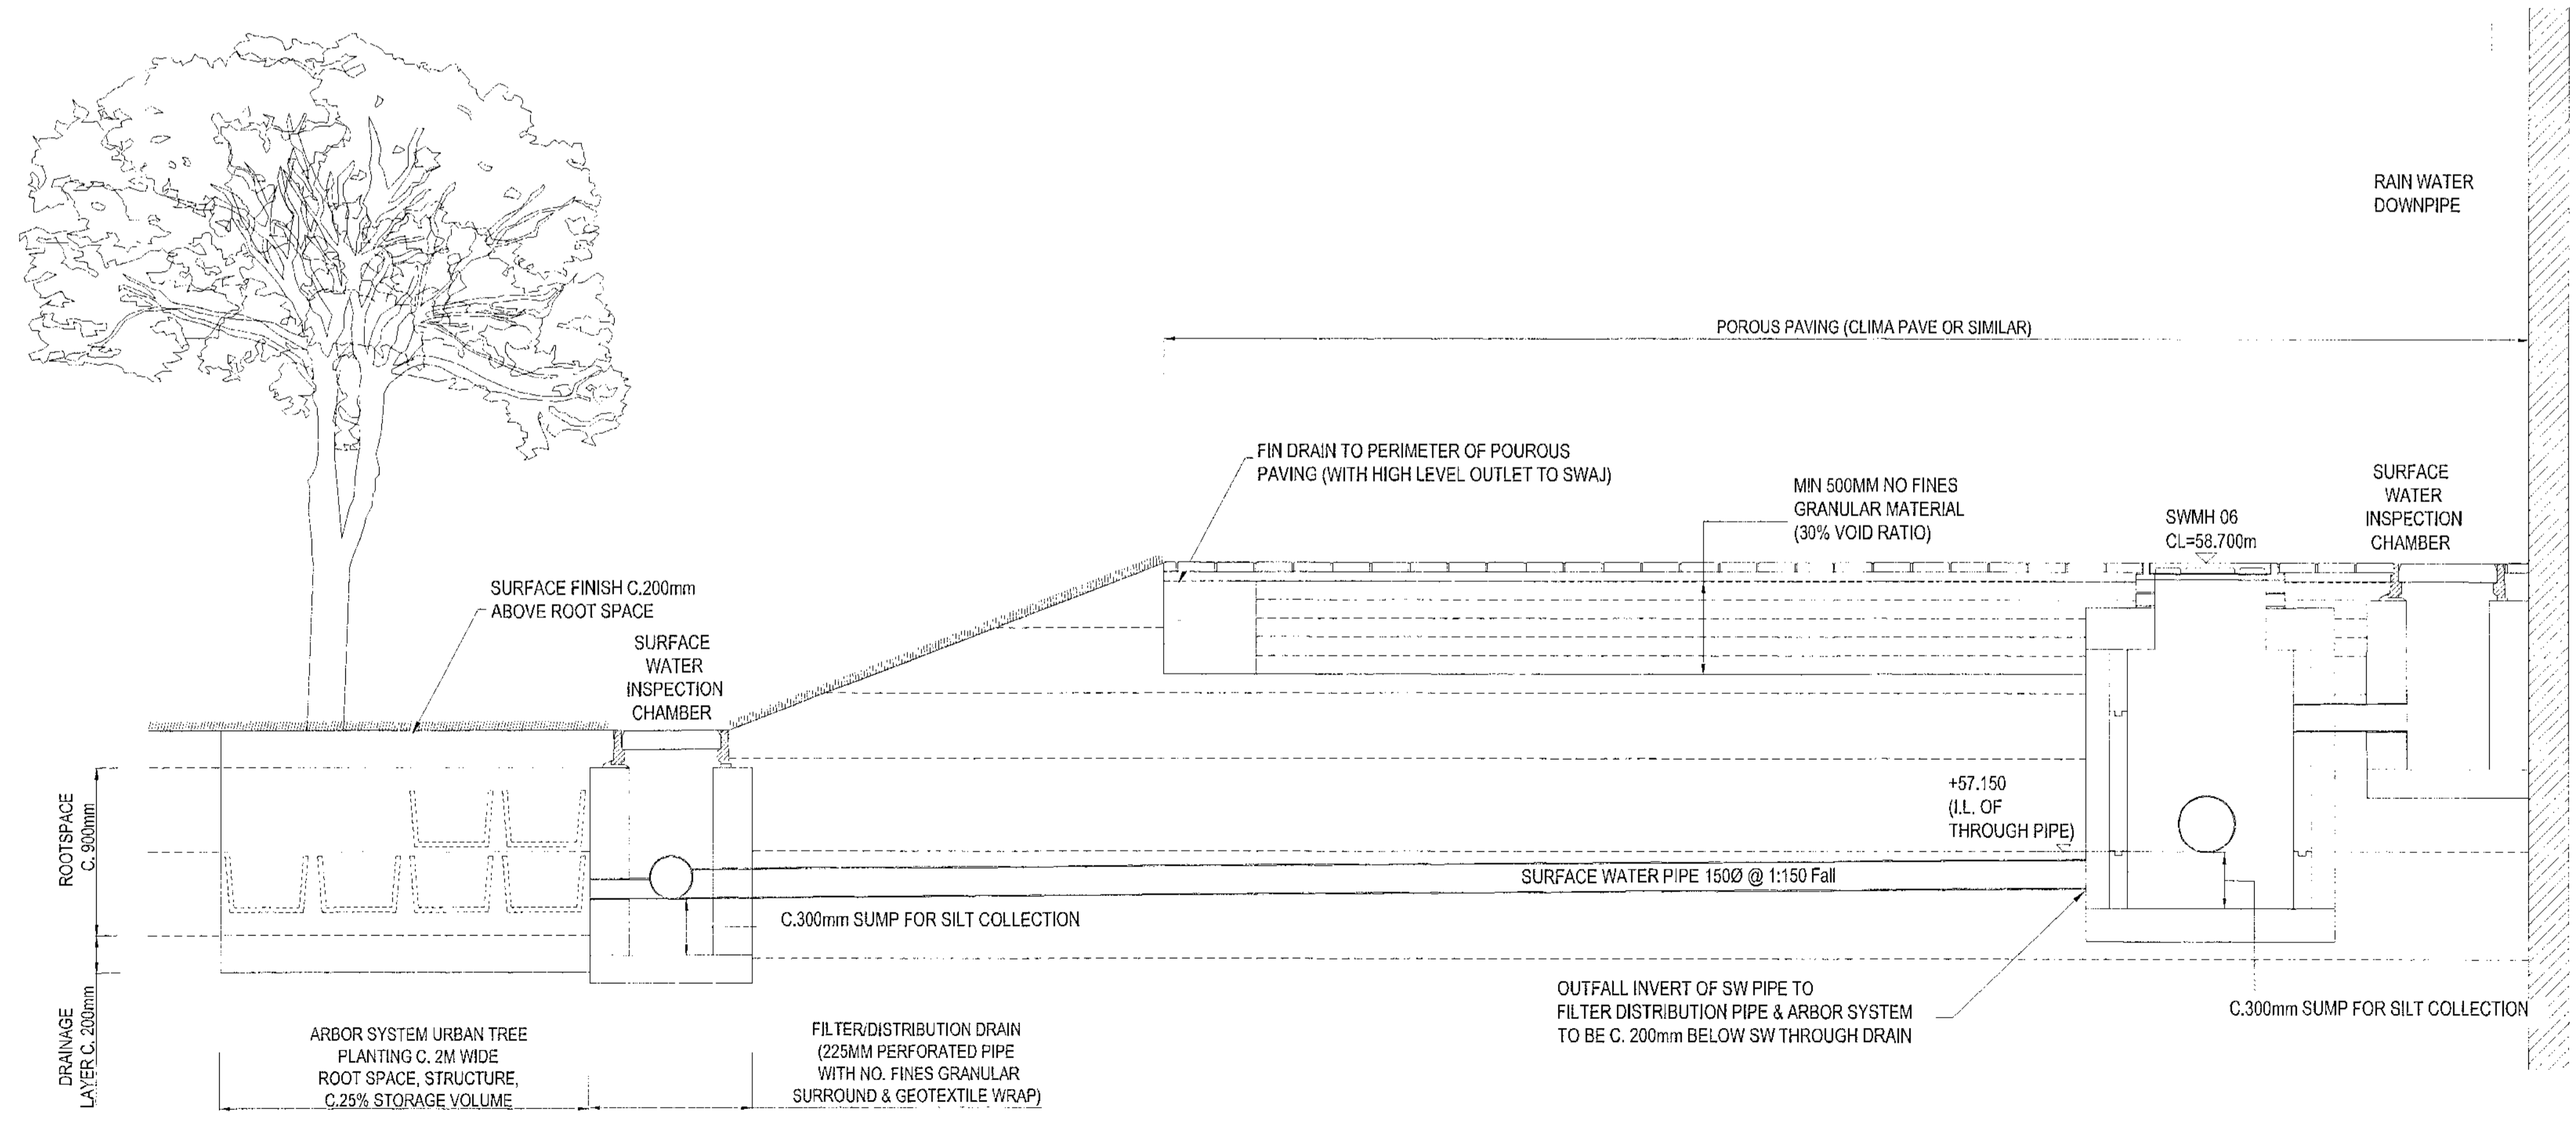 RAIN WATER
DOWNPIPE
POROUS PAVING (CLIMA PAVE OR SIMILAR)
FIN DRAIN TO PERIMETER OF POUROUS
PAVING (WITH HIGH LEVEL OUTLET TO SWAJ)
MIN 500MM NO FINES
GRANULAR MATERIAL
(30% VOID RATIO)
SWMH 06
CL=58.700m
SURFACE
WATER
INSPECTION
CHAMBER
SURFACE FINISH C.200mm
ABOVE ROOT SPACE
SURFACE
WATER
INSPECTION
CHAMBER
+57.150
(I.L. OF
THROUGH PIPE)
ROOTSPACE
C. 900mm
SURFACE WATER PIPE 150Ø @ 1:150 Fall
C.300mm SUMP FOR SILT COLLECTION
OUTFALL INVERT OF SW PIPE TO
FILTER DISTRIBUTION PIPE & ARBOR SYSTEM
TO BE C. 200mm BELOW SW THROUGH DRAIN
C.300mm SUMP FOR SILT COLLECTION
DRAINAGE
LAYER C. 200mm
ARBOR SYSTEM URBAN TREE
PLANTING C. 2M WIDE
ROOT SPACE, STRUCTURE,
C.25% STORAGE VOLUME
FILTER/DISTRIBUTION DRAIN
(225MM PERFORATED PIPE
WITH NO. FINES GRANULAR
SURROUND & GEOTEXTILE WRAP)